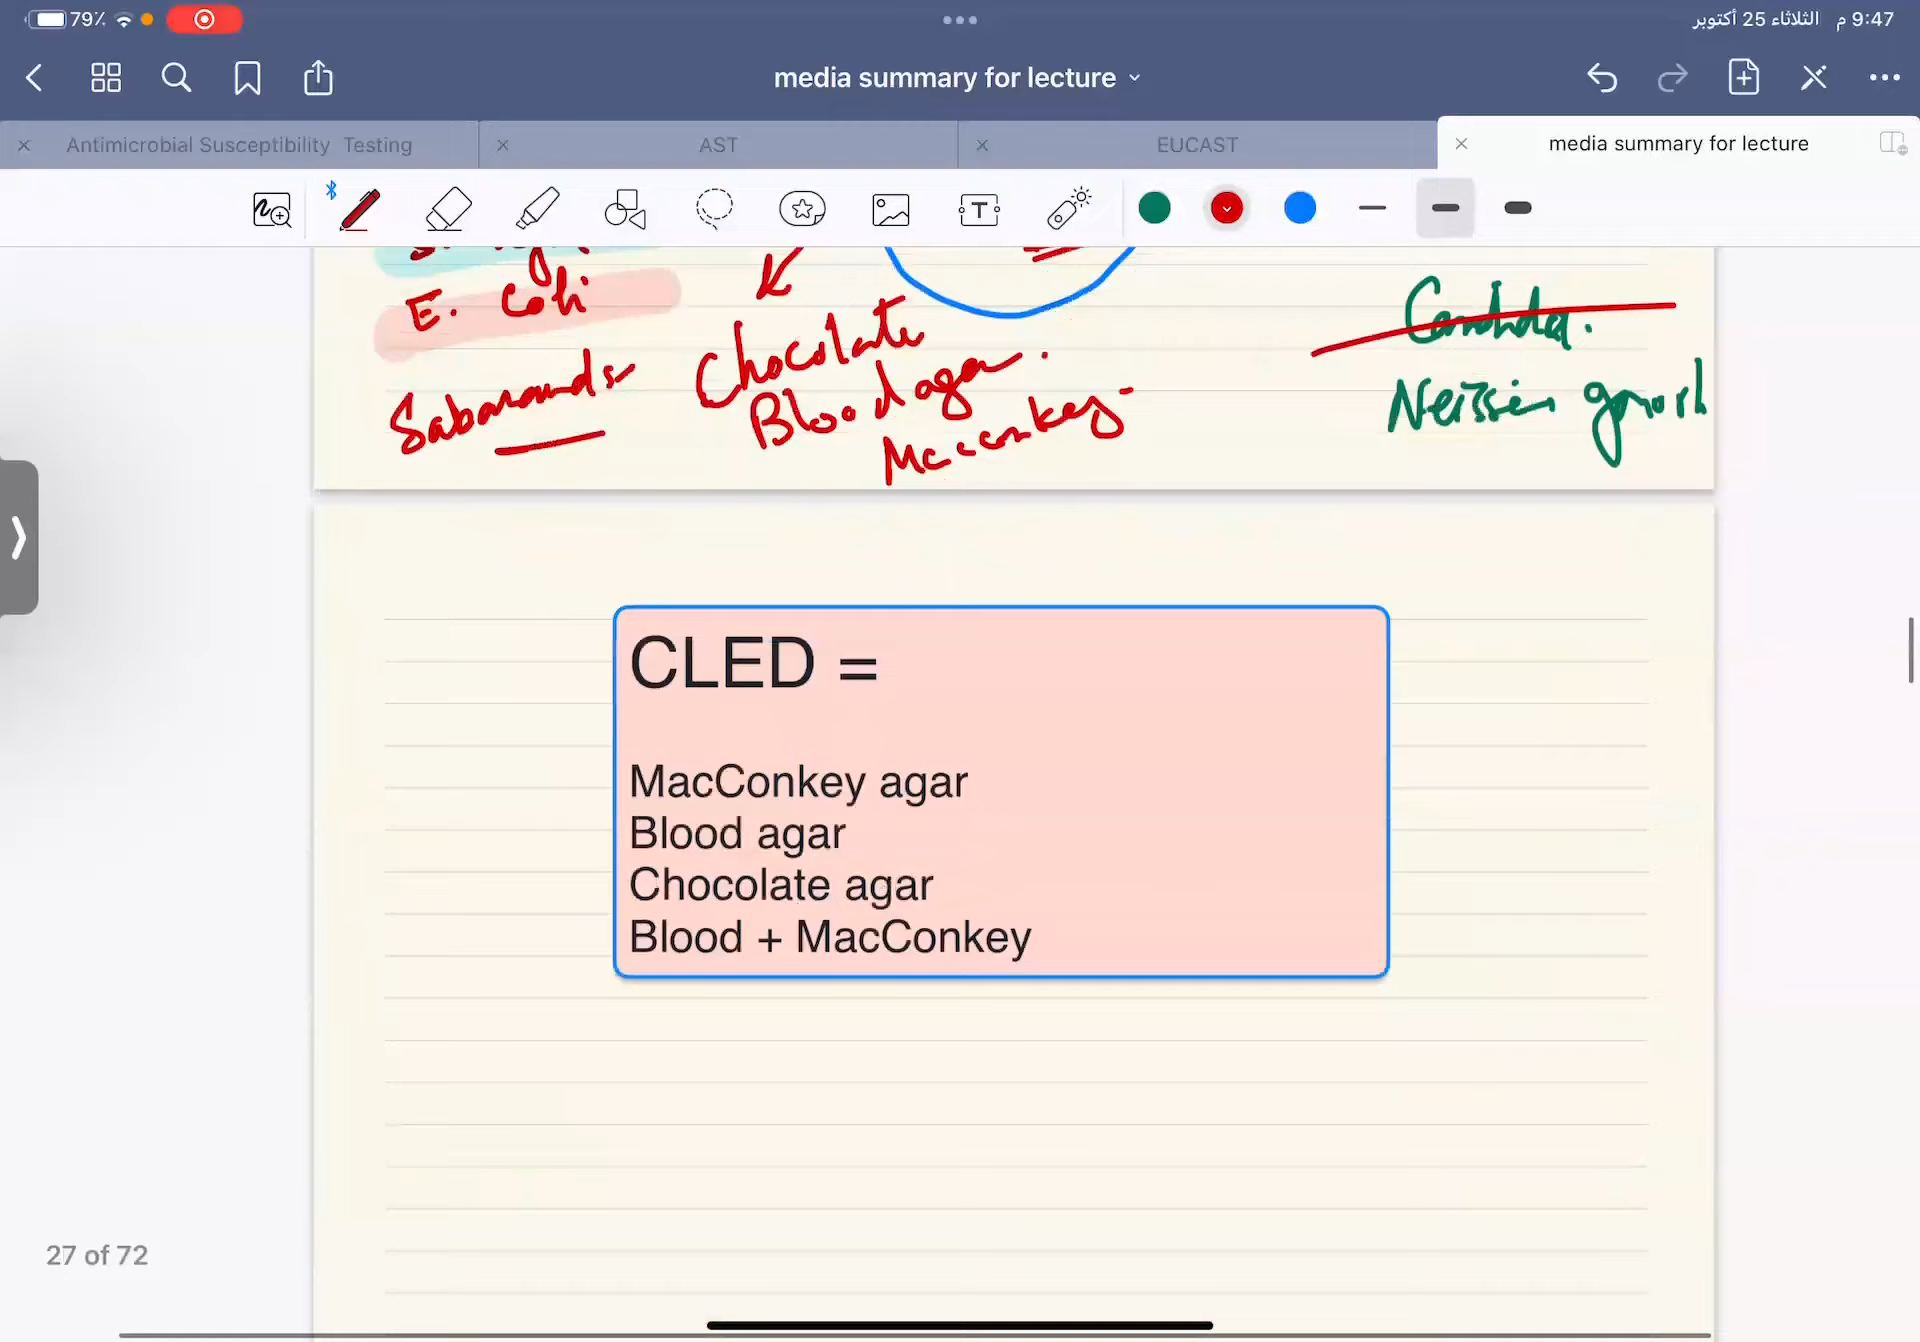 79٪
9:47 م الثلاثاء 25 أكتوبر
media summary for lecture
Antimicrobial Susceptibility Testing
AST
EUCAST
media summary for lecture
E. Coli
Chocolate
Blood agar.
Macconkey
Candida.
Neisseria
CLED =
MacConkey agar
Blood agar
Chocolate agar
Blood + MacConkey
27 of 72